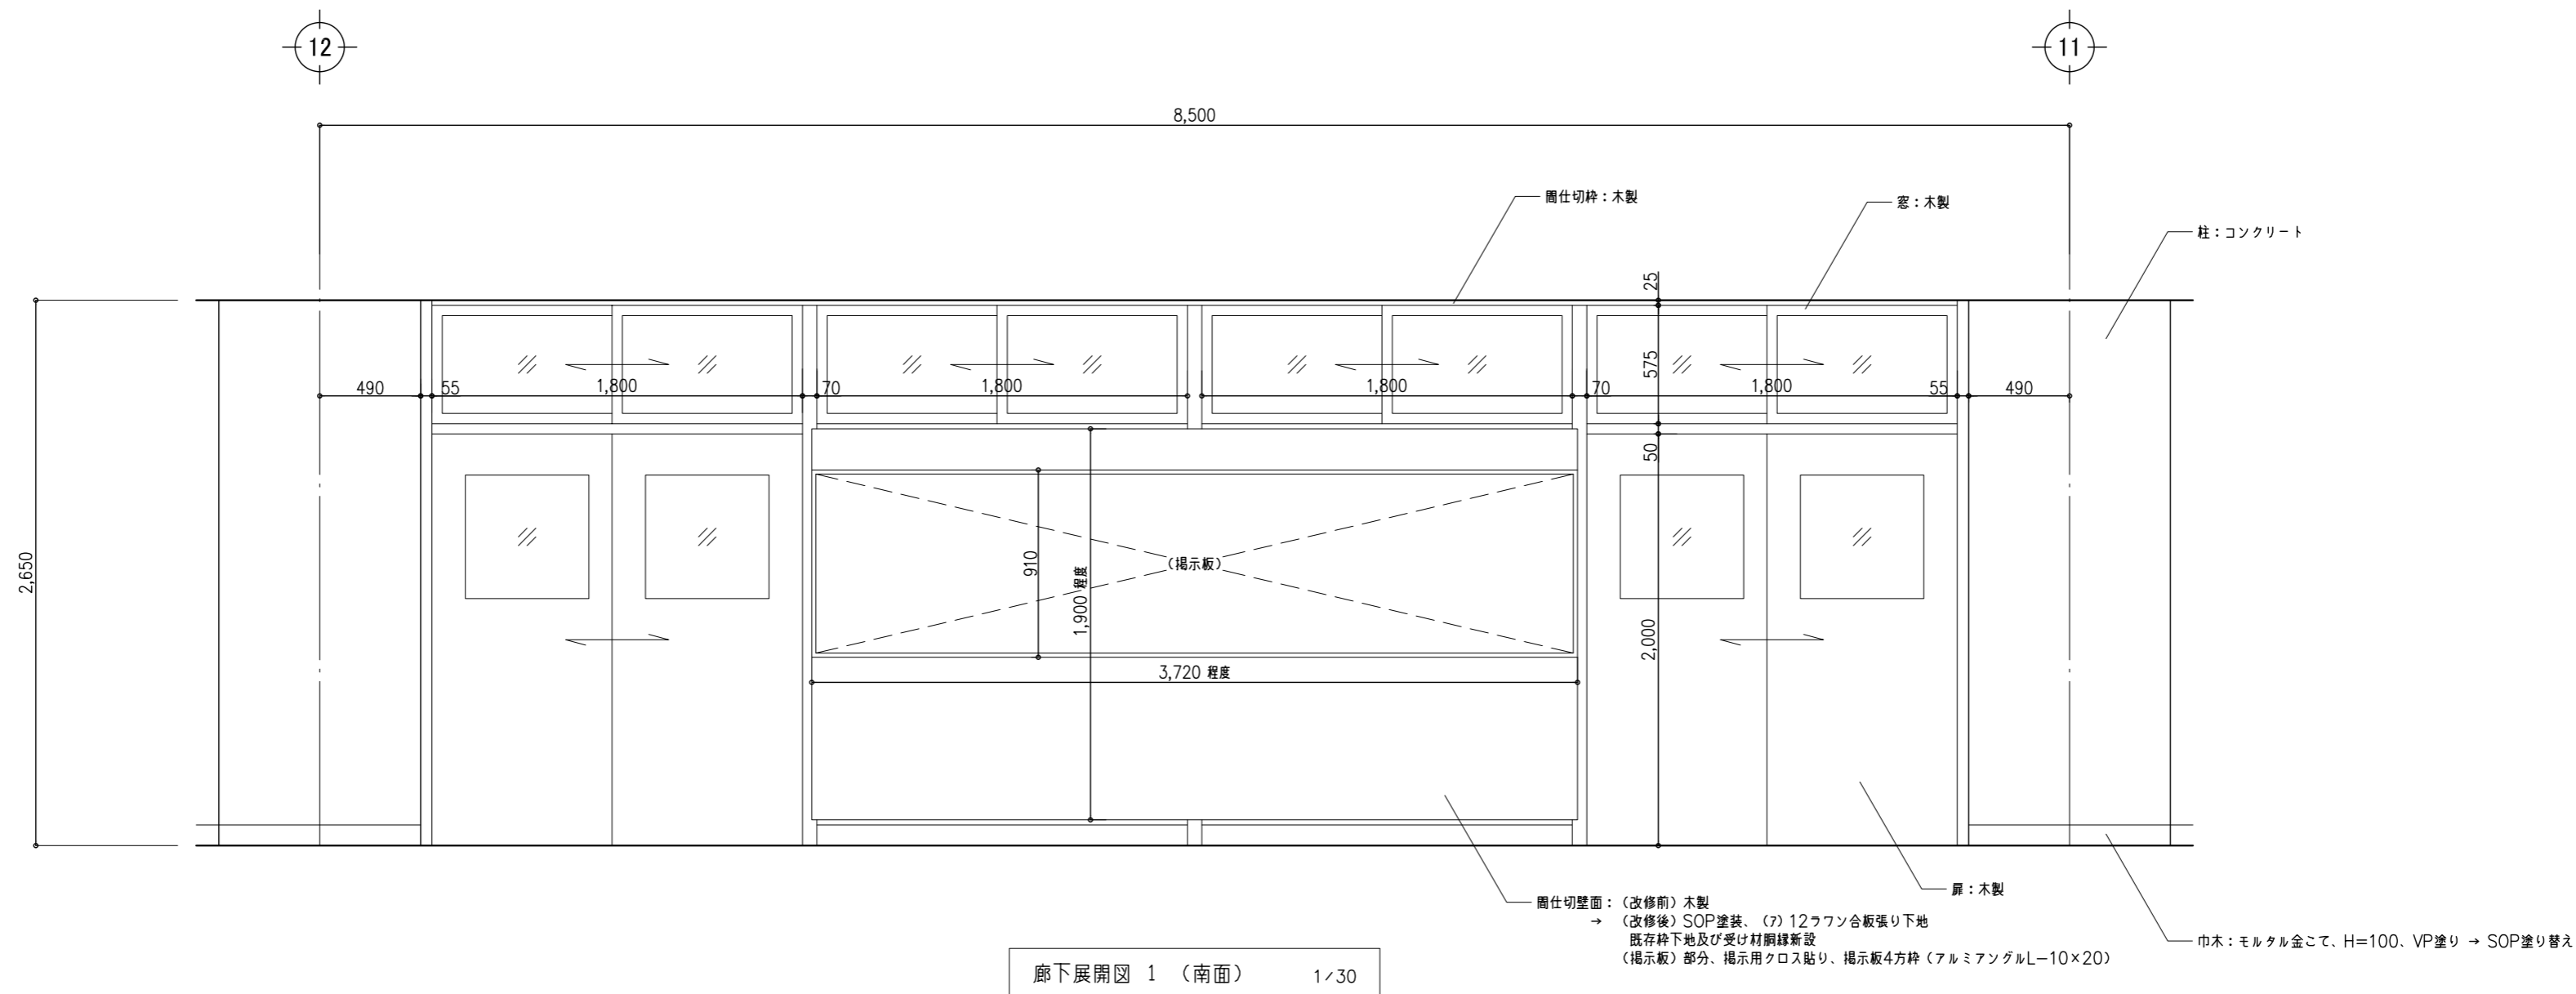 12
11
8,500
間仕切枠：木製
窓：木製
柱：コンクリート
25
575
490
55
1,800
70
1,800
1,800
70
1,800
55
490
50
2,650
910
1,900 程度
（掲示板）
2,000
3,720 程度
扉：木製
間仕切壁面：（改修前）木製
→ （改修後）SOP塗装、（ｱ）12ラワン合板張り下地
既存枠下地及び受け材胴縁新設
（掲示板）部分、掲示用クロス貼り、掲示板4方枠（アルミアングルL－10×20）
巾木：モルタル金こて、H=100、VP塗り → SOP塗り替え
廊下展開図 1 （南面） 1/30